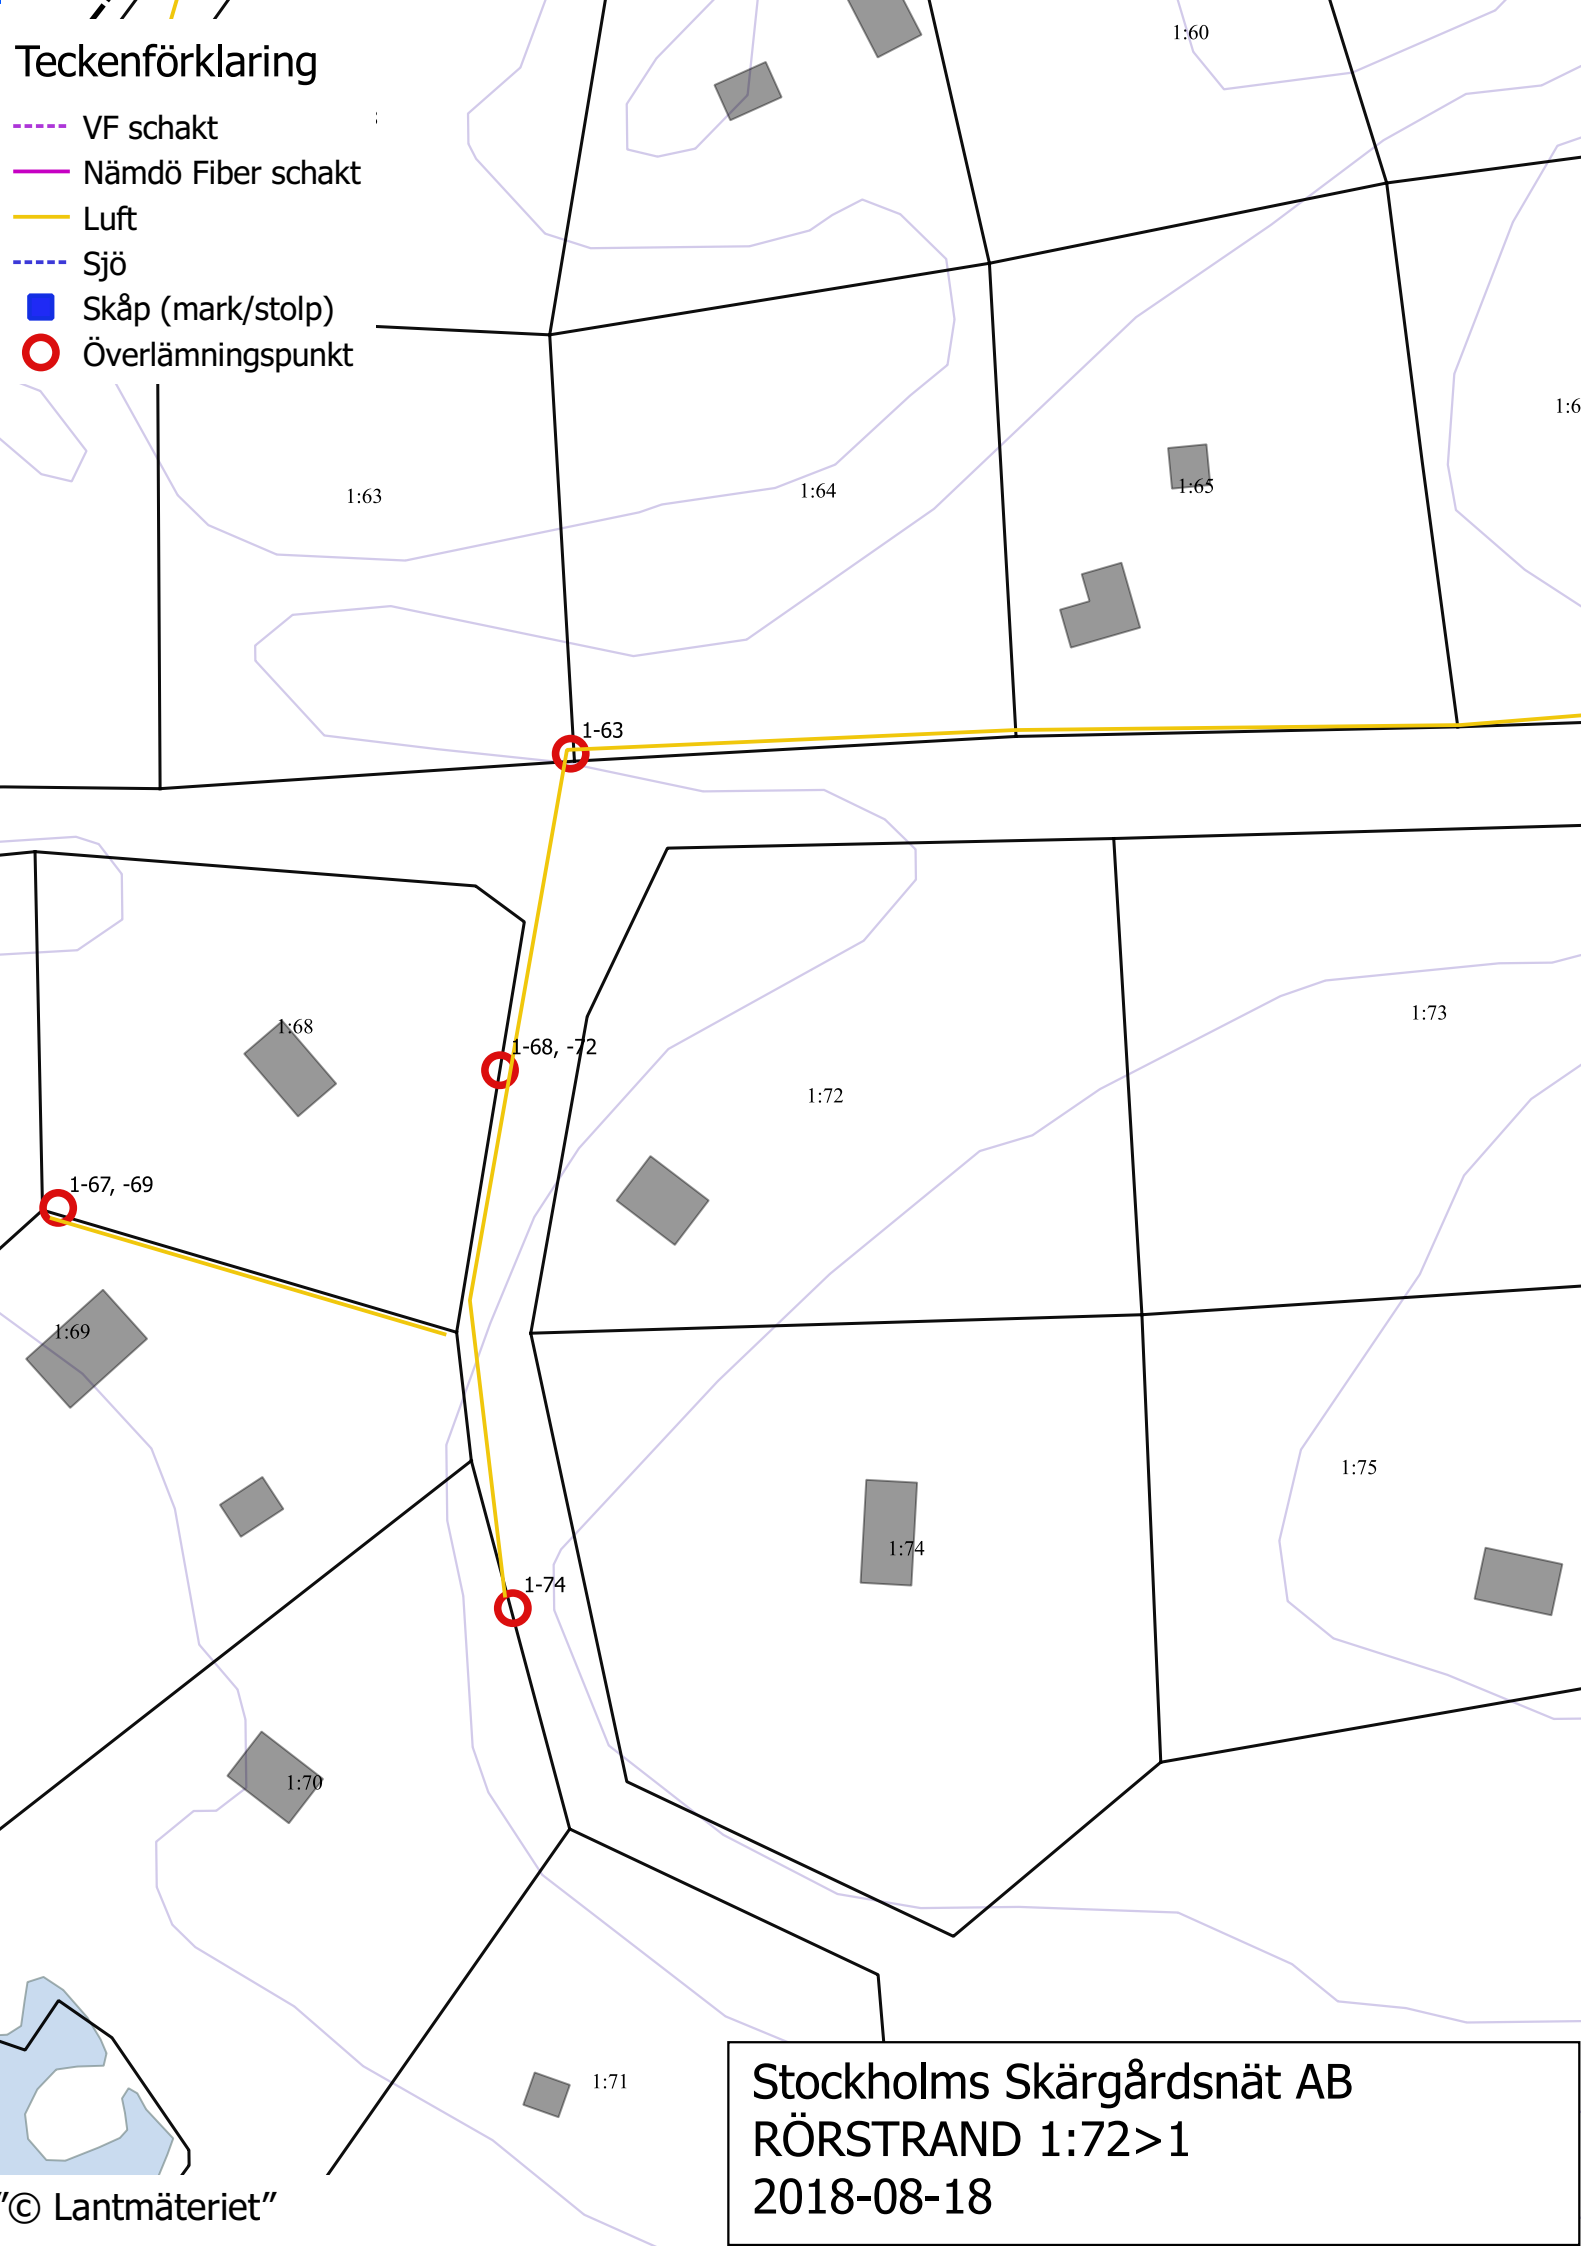 Teckenförklaring
VF schakt
Nämdö Fiber schakt
Luft
Sjö
Skåp (mark/stolp)
Överlämningspunkt
1:60
1:6
1:63
1:64
1:65
1-63
1:68
1-68, -72
1:73
1:72
1-67, -69
1:69
1:75
1:74
1-74
1:70
1:71
Stockholms Skärgårdsnät AB
RÖRSTRAND 1:72>1
2018-08-18
"© Lantmäteriet"